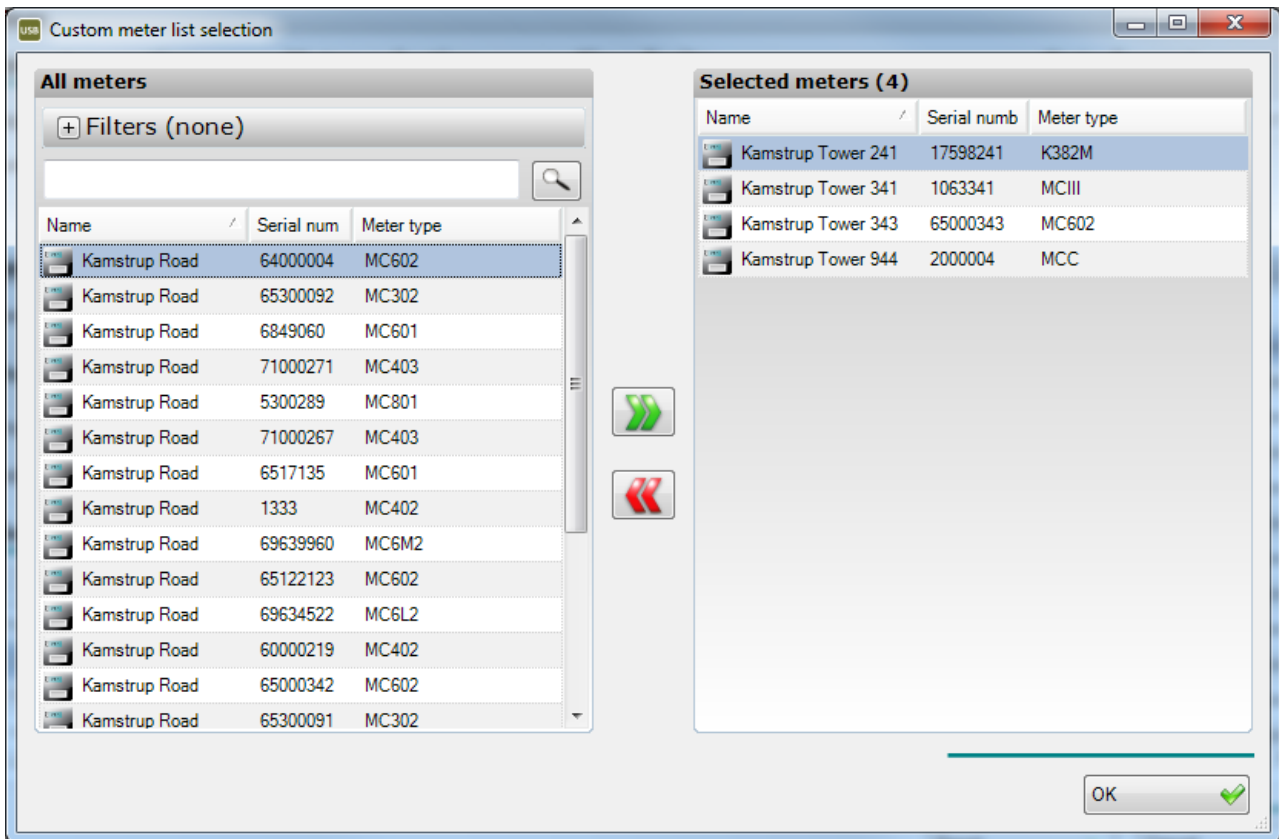 USB Custom meter list selection
All meters
Filters (none)
Name Serial num Meter type
Kamstrup Road 64000004 MC602
Kamstrup Road 65300092 MC302
Kamstrup Road 6849060 MC601
Kamstrup Road 71000271 MC403
Kamstrup Road 5300289 MC801
Kamstrup Road 71000267 MC403
Kamstrup Road 6517135 MC601
Kamstrup Road 1333 MC402
Kamstrup Road 69639960 MC6M2
Kamstrup Road 65122123 MC602
Kamstrup Road 69634522 MC6L2
Kamstrup Road 60000219 MC402
Kamstrup Road 65000342 MC602
Kamstrup Road 65300091 MC302
Selected meters (4)
Name Serial numb Meter type
Kamstrup Tower 241 17598241 K382M
Kamstrup Tower 341 1063341 MCIII
Kamstrup Tower 343 65000343 MC602
Kamstrup Tower 944 2000004 MCC
OK